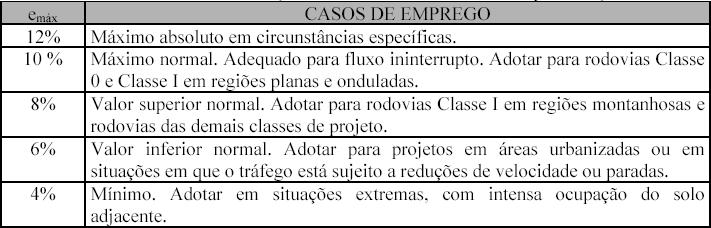 emáx CASOS DE EMPREGO
12% Máximo absoluto em circunstâncias específicas.
10 % Máximo normal. Adequado para fluxo ininterrupto. Adotar para rodovias Classe
0 e Classe I em regiões planas e onduladas.
8% Valor superior normal. Adotar para rodovias Classe I em regiões montanhosas e
rodovias das demais classes de projeto.
6% Valor inferior normal. Adotar para projetos em áreas urbanizadas ou em
situações em que o tráfego está sujeito a reduções de velocidade ou paradas.
4% Mínimo. Adotar em situações extremas, com intensa ocupação do solo
adjacente.